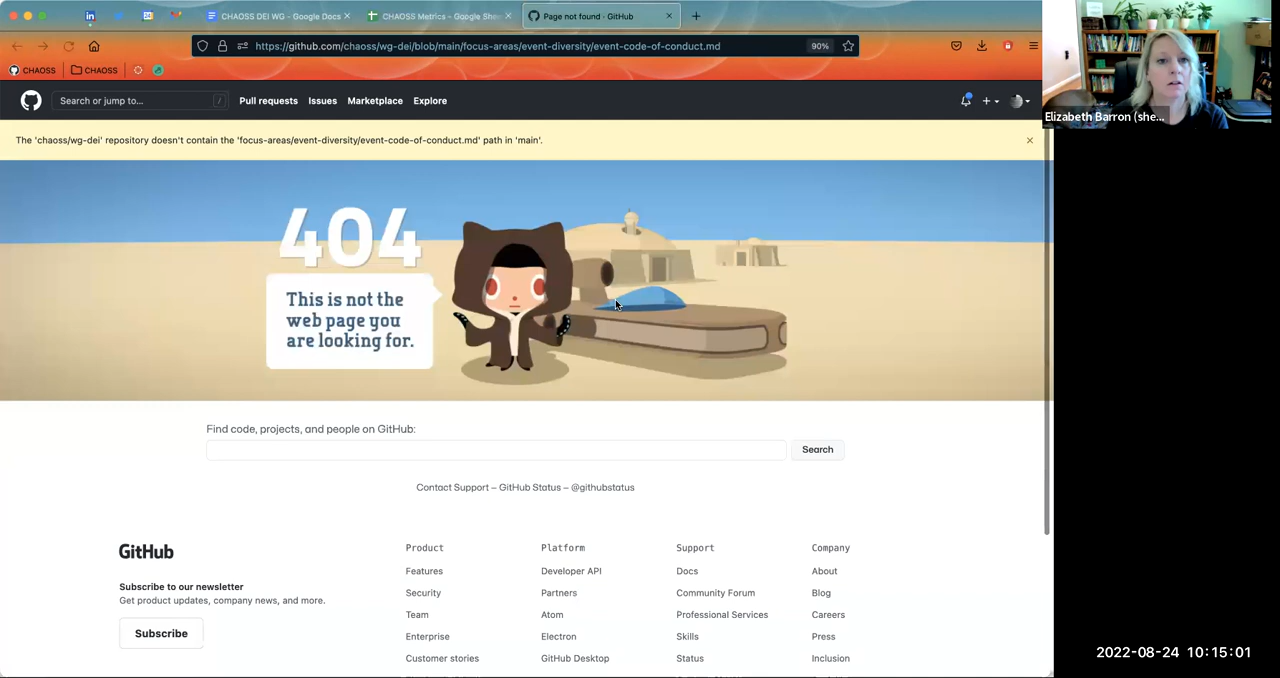 CHAOSS DEI WG - Google Docs
CHAOSS Metrics - Google She
Page not found · GitHub
https://github.com/chaoss/wg-dei/blob/main/focus-areas/event-diversity/event-code-of-conduct.md
90%
CHAOSS
CHAOSS
Search or jump to...
/
Pull requests
Issues
Marketplace
Explore
Elizabeth Barron (she...
The 'chaoss/wg-dei' repository doesn't contain the 'focus-areas/event-diversity/event-code-of-conduct.md' path in 'main'.
404
This is not the
web page you
are looking for.
Find code, projects, and people on GitHub:
Search
Contact Support — GitHub Status — @githubstatus
GitHub
Subscribe to our newsletter
Get product updates, company news, and more.
Subscribe
Product
Features
Security
Team
Enterprise
Customer stories
Platform
Developer API
Partners
Atom
Electron
GitHub Desktop
Support
Docs
Community Forum
Professional Services
Skills
Status
Company
About
Blog
Careers
Press
Inclusion
2022-08-24 10:15:01